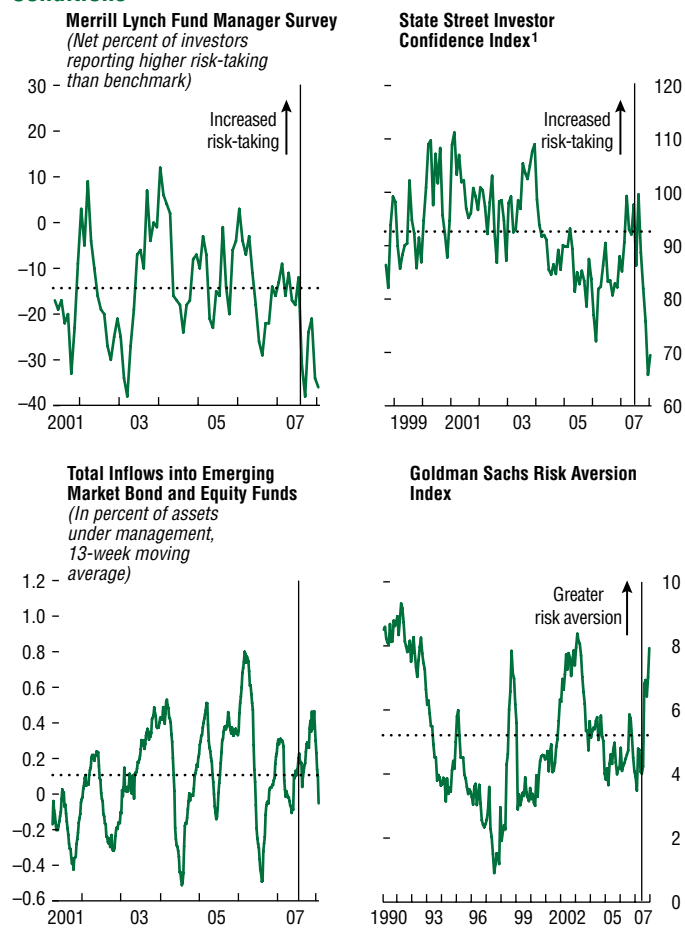 Merrill Lynch Fund Manager Survey
(Net percent of investors
reporting higher risk-taking
than benchmark)
30
20
10
0
–10
–20
–30
–40
Increased
risk-taking
2001 03 05 07
State Street Investor
Confidence Index1
120
110
100
90
80
70
60
Increased
risk-taking
1999 2001 03 05 07
Total Inflows into Emerging
Market Bond and Equity Funds
(In percent of assets
under management,
13-week moving
average)
1.2
1.0
0.8
0.6
0.4
0.2
0
–0.2
–0.4
–0.6
2001 03 05 07
Goldman Sachs Risk Aversion
Index
10
8
6
4
2
0
Greater
risk aversion
1990 93 96 99 2002 05 07